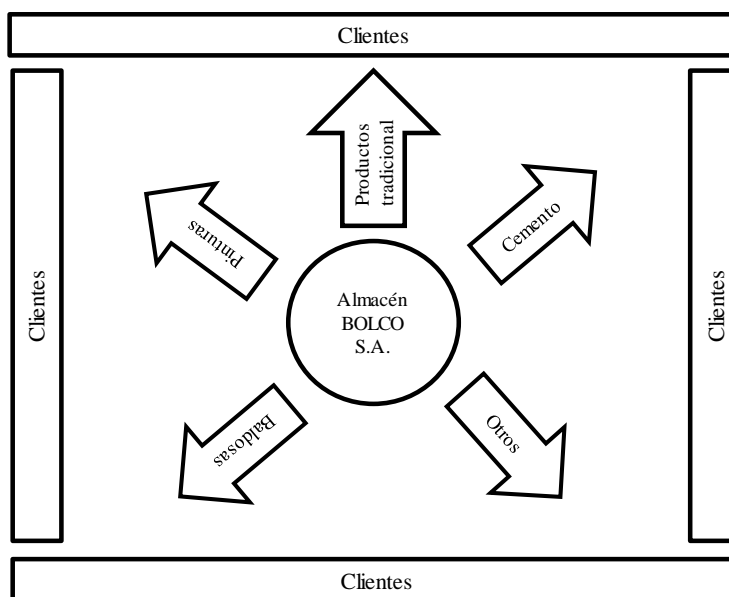 Clientes
Productos
tradicional
Pinturas
Cemento
Clientes
Almacén
BOLCO
S.A.
Clientes
Baldosas
Otros
Clientes